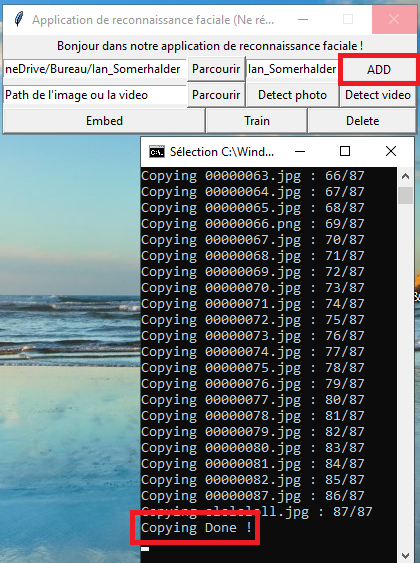 Application de reconnaissance faciale (Ne ré...
Bonjour dans notre application de reconnaissance faciale !
neDrive/Bureau/Ian_Somerhalder Parcourir Ian_Somerhalder ADD
Path de l'image ou la video Parcourir Detect photo Detect video
Embed Train Delete
Sélection C:\Wind...
Copying 00000063.jpg : 66/87
Copying 00000064.jpg : 67/87
Copying 00000065.jpg : 68/87
Copying 00000066.png : 69/87
Copying 00000067.jpg : 70/87
Copying 00000068.jpg : 71/87
Copying 00000069.jpg : 72/87
Copying 00000070.jpg : 73/87
Copying 00000071.jpg : 74/87
Copying 00000072.jpg : 75/87
Copying 00000073.jpg : 76/87
Copying 00000074.jpg : 77/87
Copying 00000075.jpg : 78/87
Copying 00000076.jpg : 79/87
Copying 00000077.jpg : 80/87
Copying 00000078.jpg : 81/87
Copying 00000079.jpg : 82/87
Copying 00000080.jpg : 83/87
Copying 00000081.jpg : 84/87
Copying 00000082.jpg : 85/87
Copying 00000087.jpg : 86/87
Copying : 87/87
Copying Done !